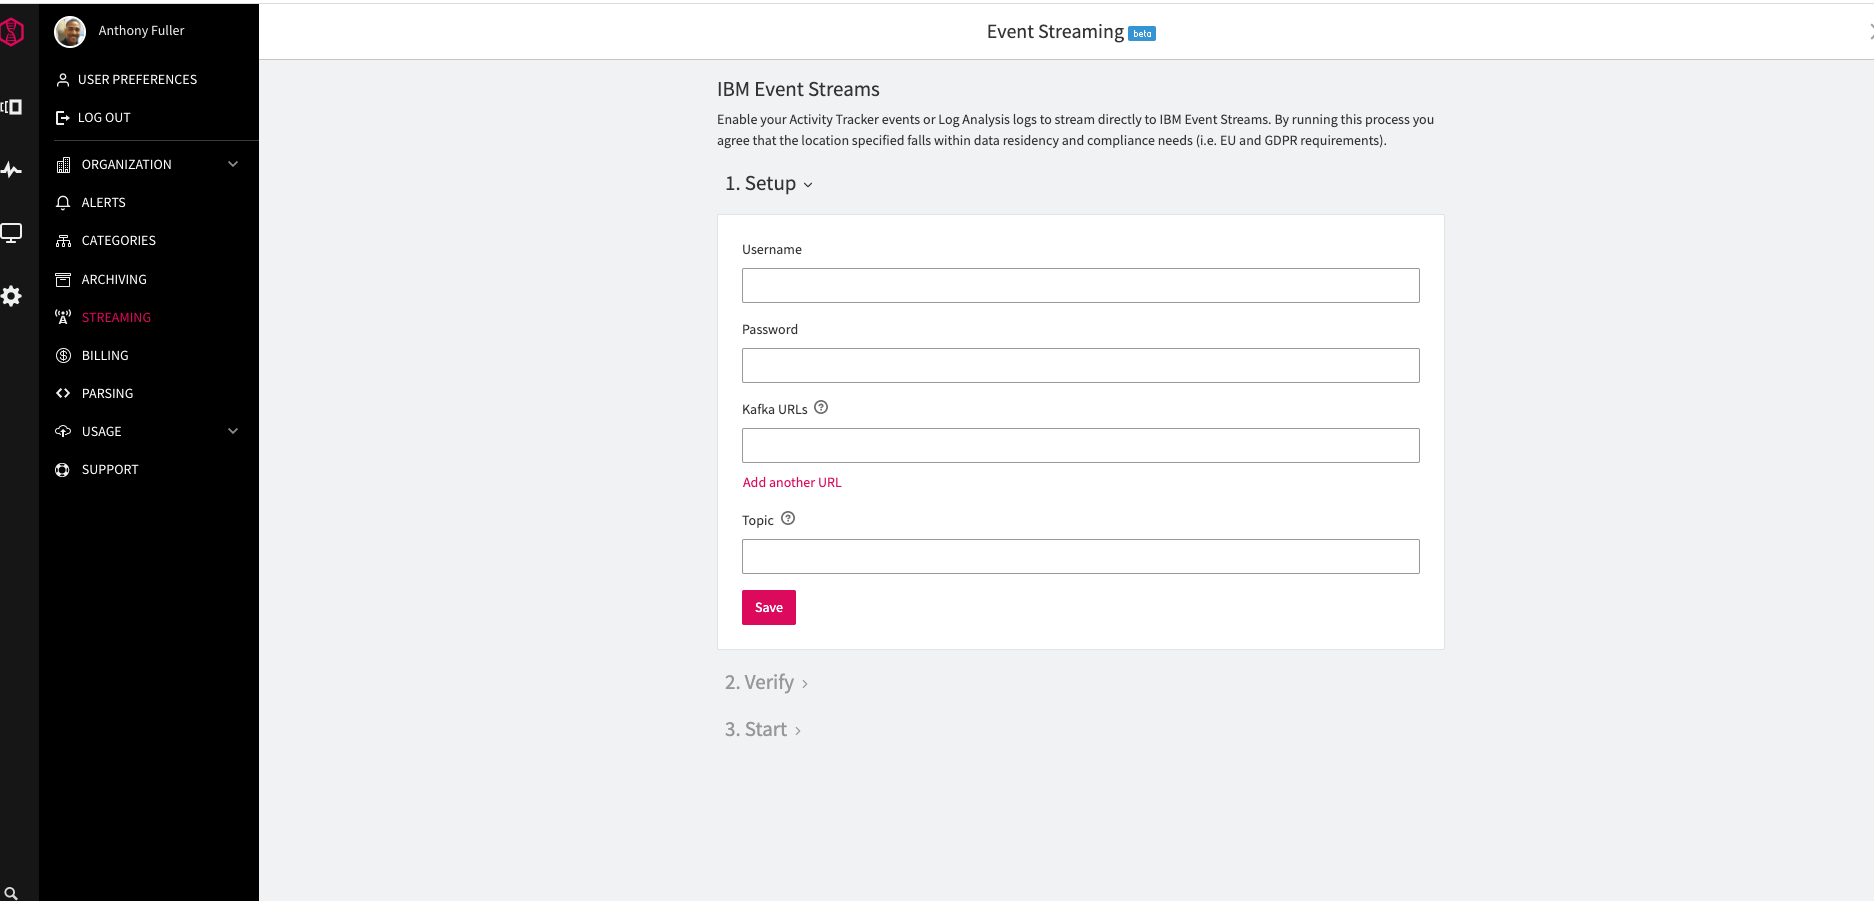 Anthony Fuller
USER PREFERENCES
LOG OUT
ORGANIZATION
ALERTS
CATEGORIES
ARCHIVING
STREAMING
BILLING
PARSING
USAGE
SUPPORT
Event Streaming beta
IBM Event Streams
Enable your Activity Tracker events or Log Analysis logs to stream directly to IBM Event Streams. By running this process you
agree that the location specified falls within data residency and compliance needs (i.e. EU and GDPR requirements).
1. Setup
Username
Password
Kafka URLs
Add another URL
Topic
Save
2. Verify
3. Start